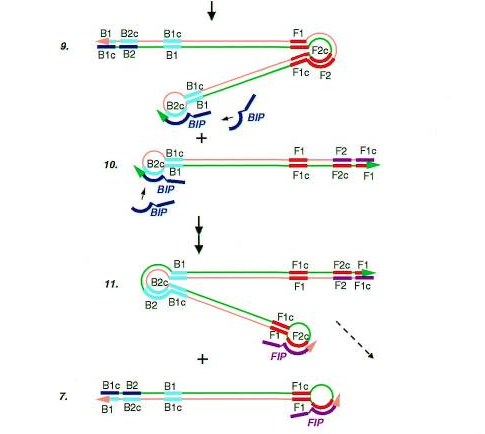 B1 B2c B1c F1
9.
B1c B2 B1 F2c
F1c F2
B1c
B2c B1
BIP BIP
+
B1c F1 F2 F1c
10. B2c
B1 F1c F2c F1
BIP
BIP
B1 F1c F2c F1
11. B2c
F1 F2 F1c
B2 B1c
F1c
F1 F2c
FIP
+
B1c B2 B1 F1c
7.
B1 B2c B1c F1
FIP